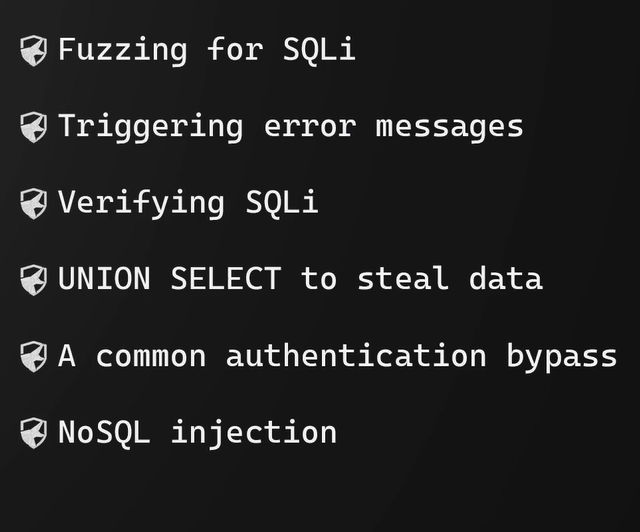 Fuzzing for SQLi
Triggering error messages
Verifying SQLi
UNION SELECT to steal data
A common authentication bypass
NoSQL injection